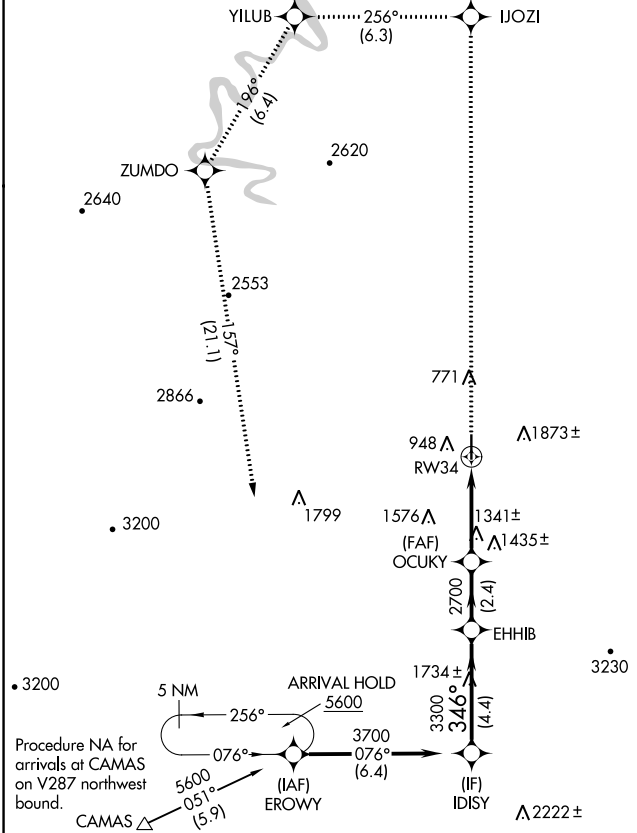 YILUB
256°
(6.3)
IJOZI
196°
(6.4)
ZUMDO
2620
2640
2553
157°
(21.1)
2866
771
948
1873±
RW34
1799
1576
1341±
3200
(FAF)
OCUKY
1435±
2700
(2.4)
EHHIB
1734±
3230
3200
5 NM
ARRIVAL HOLD
5600
256°
076°
3300
346°
(4.4)
3700
076°
(6.4)
Procedure NA for
arrivals at CAMAS
on V287 northwest
bound.
5600
051°
(5.9)
(IAF)
EROWY
(IF)
IDISY
CAMAS
2222±